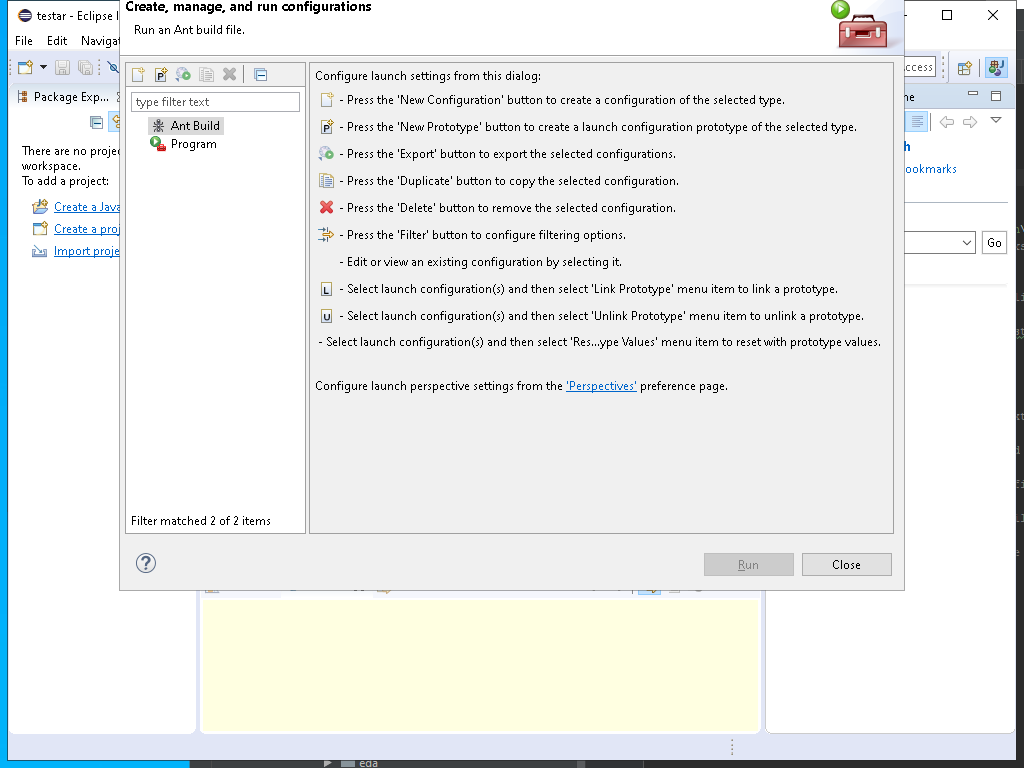 testar - Eclipse I
Create, manage, and run configurations
Run an Ant build file.
File Edit Navigat
Package Exp...
type filter text
Ant Build
Program
Filter matched 2 of 2 items
There are no projec
workspace.
To add a project:
Create a Java
Create a proj
Import proje
Configure launch settings from this dialog:
- Press the 'New Configuration' button to create a configuration of the selected type.
- Press the 'New Prototype' button to create a launch configuration prototype of the selected type.
- Press the 'Export' button to export the selected configurations.
- Press the 'Duplicate' button to copy the selected configuration.
- Press the 'Delete' button to remove the selected configuration.
- Press the 'Filter' button to configure filtering options.
- Edit or view an existing configuration by selecting it.
L - Select launch configuration(s) and then select 'Link Prototype' menu item to link a prototype.
U - Select launch configuration(s) and then select 'Unlink Prototype' menu item to unlink a prototype.
- Select launch configuration(s) and then select 'Res...ype Values' menu item to reset with prototype values.
Configure launch perspective settings from the 'Perspectives' preference page.
Run
Close
ccess
ne
h
ookmarks
Go
eda